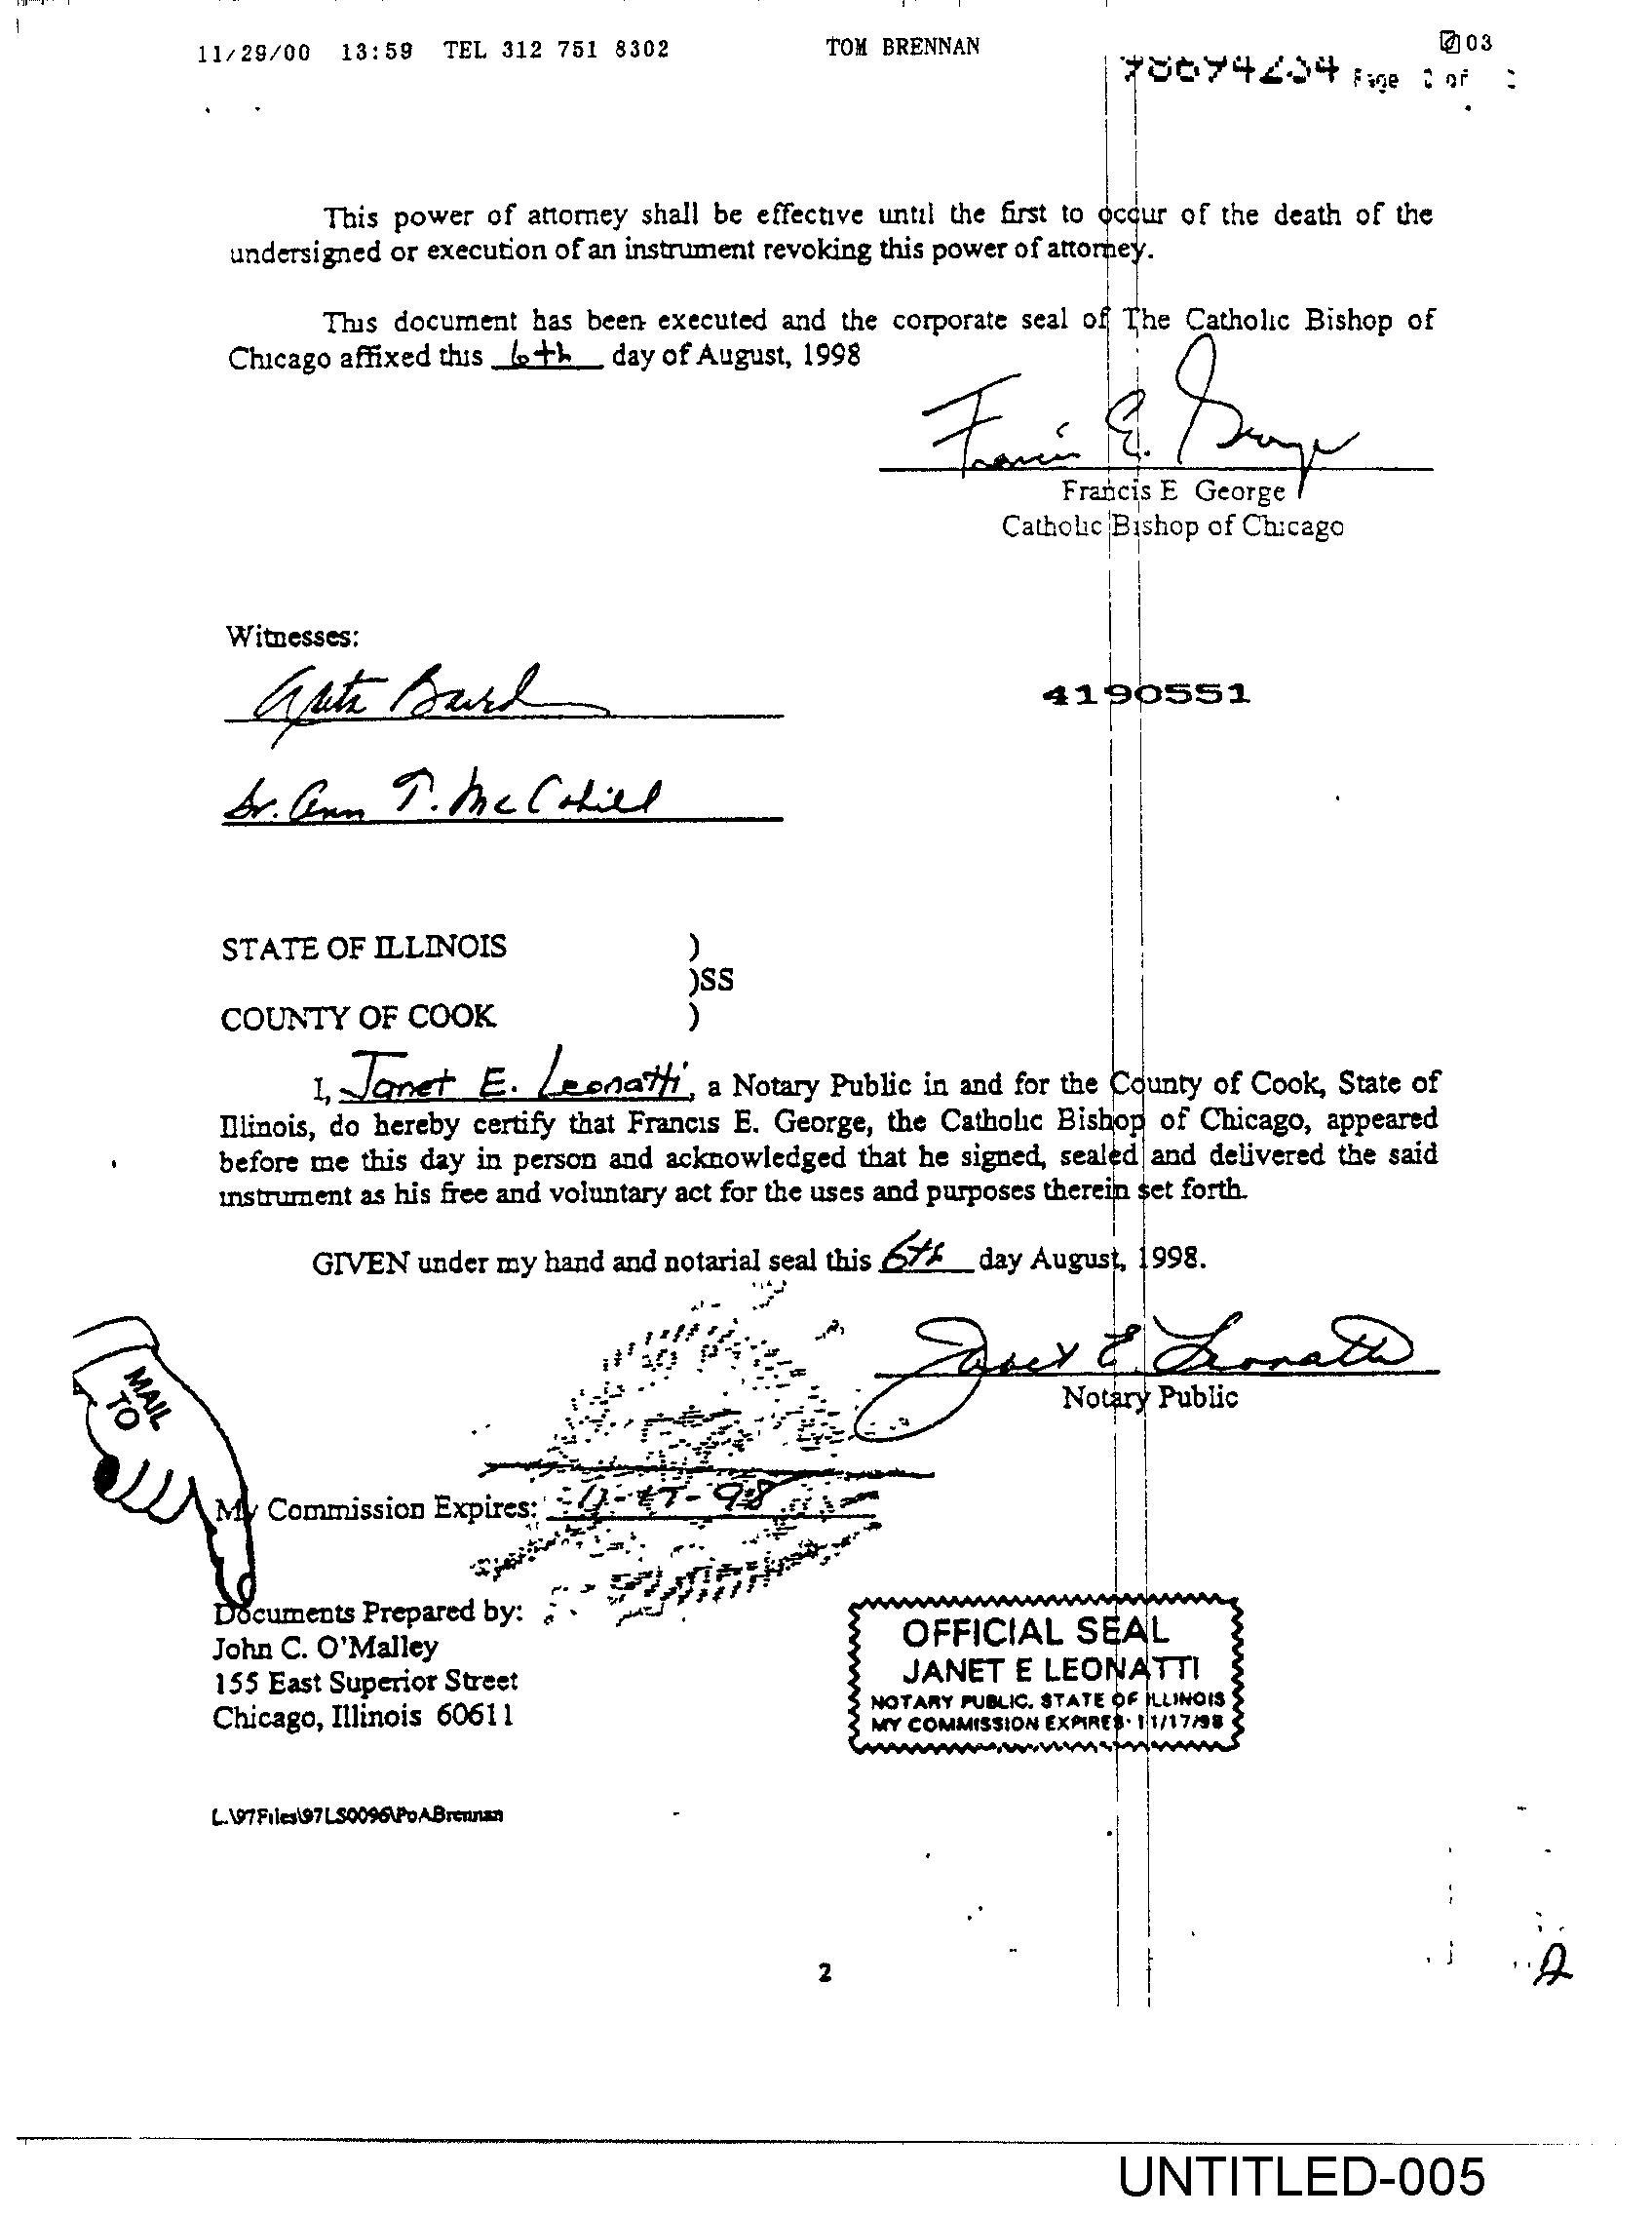 11/29/00 13:59 TEL 312 751 8302 TOM BRENNAN 03
Page 2 of
This power of attorney shall be effective until the first to occur of the death of the
undersigned or execution of an instrument revoking this power of attorney.
This document has been executed and the corporate seal of The Catholic Bishop of
Chicago affixed this 6th day of August, 1998
Francis E. George
Francis E George
Catholic Bishop of Chicago
Witnesses:
Baird
4190551
Sr. Ann T. McCahill
STATE OF ILLINOIS )
)SS
COUNTY OF COOK )
I, Janet E. Leonatti, a Notary Public in and for the County of Cook, State of
Illinois, do hereby certify that Francis E. George, the Catholic Bishop of Chicago, appeared
before me this day in person and acknowledged that he signed, sealed and delivered the said
instrument as his free and voluntary act for the uses and purposes therein set forth.
GIVEN under my hand and notarial seal this 6th day August, 1998.
Janet E. Leonatti
Notary Public
MAIL
TO
My Commission Expires: 11-17-98
Documents Prepared by:
John C. O'Malley
155 East Superior Street
Chicago, Illinois 60611
OFFICIAL SEAL
JANET E LEONATTI
NOTARY PUBLIC, STATE OF ILLINOIS
MY COMMISSION EXPIRES: 11/17/98
L:\97Files\97LS0096\PoABrennan
2
UNTITLED-005